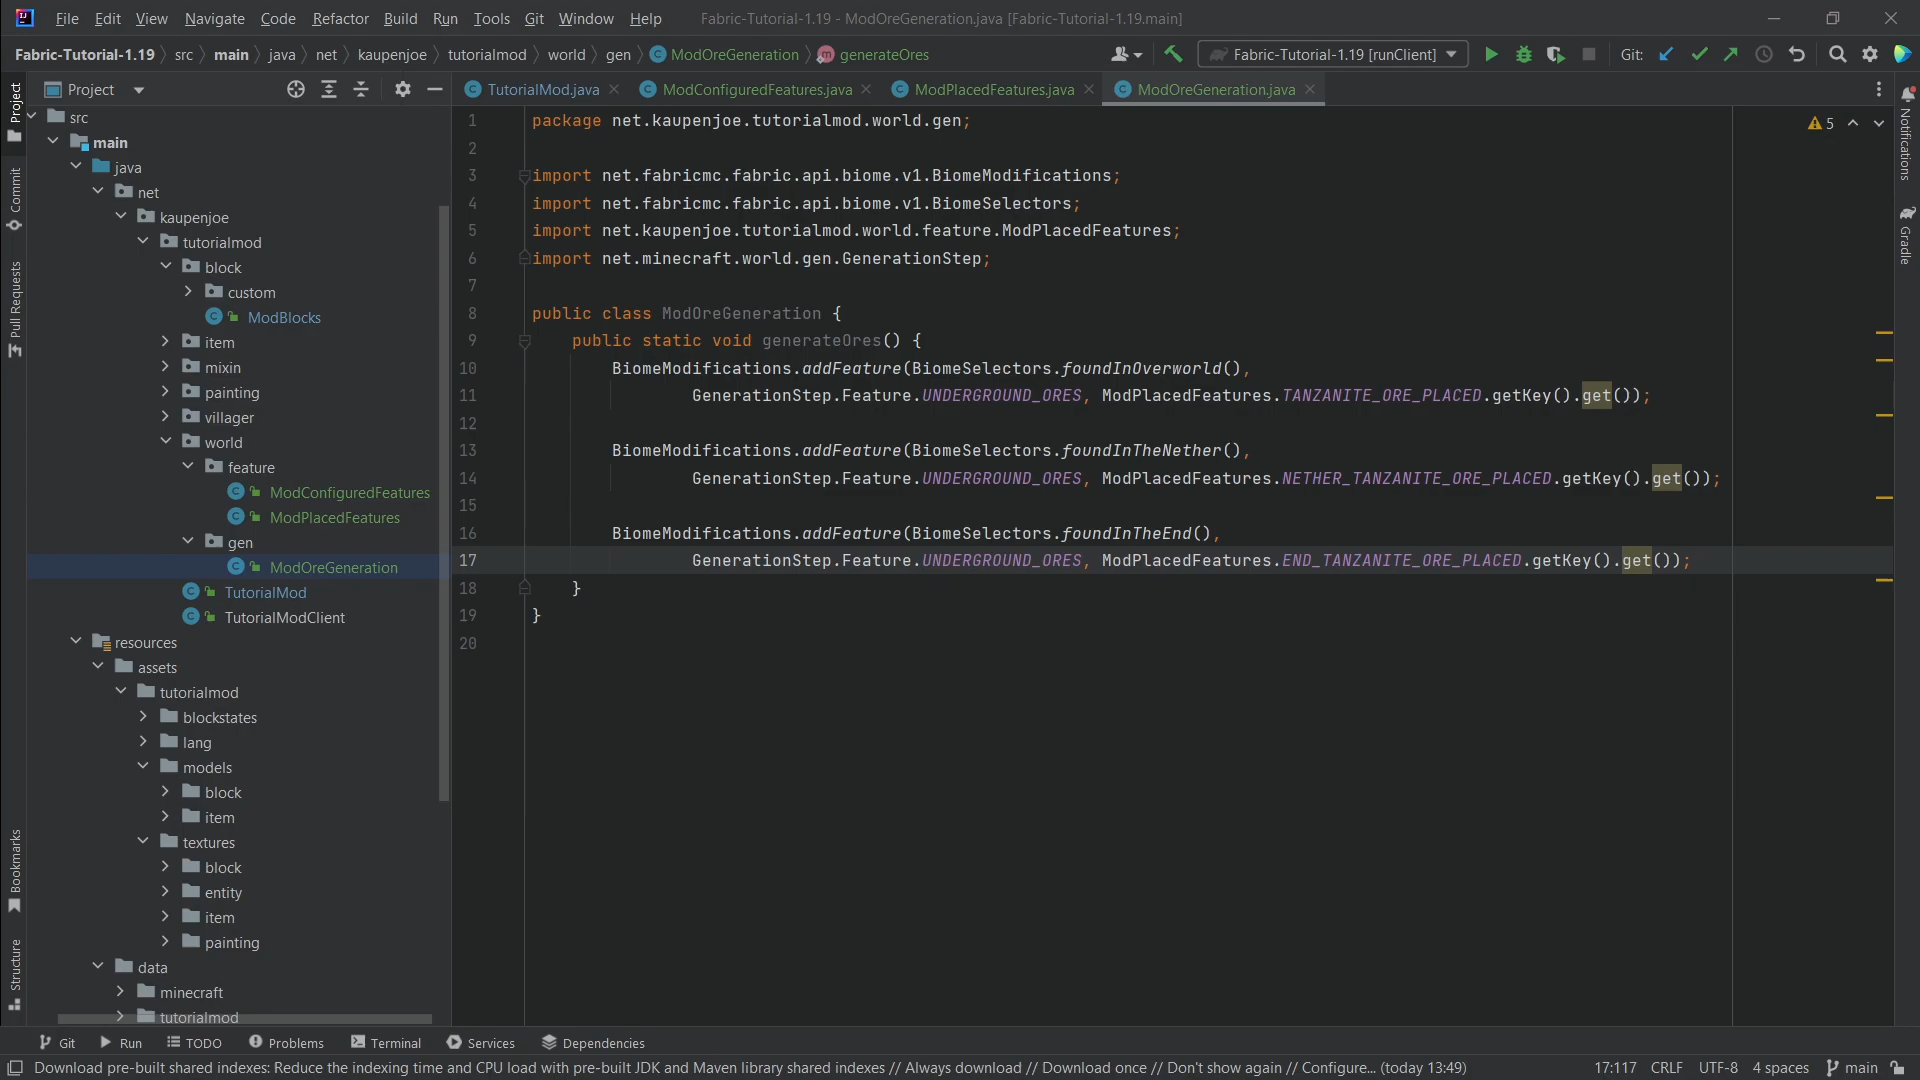 File Edit View Navigate Code Refactor Build Run Tools Git Window Help Fabric-Tutorial-1.19 - ModOreGeneration.java [Fabric-Tutorial-1.19.main]
Fabric-Tutorial-1.19 src main java net kaupenjoe tutorialmod world gen ModOreGeneration generateOres Fabric-Tutorial-1.19 [runClient] Git:
Project
TutorialMod.java ModConfiguredFeatures.java ModPlacedFeatures.java ModOreGeneration.java
Project
Commit
Pull Requests
Bookmarks
Structure
src
main
java
net
kaupenjoe
tutorialmod
block
custom
ModBlocks
item
mixin
painting
villager
world
feature
ModConfiguredFeatures
ModPlacedFeatures
gen
ModOreGeneration
TutorialMod
TutorialModClient
resources
assets
tutorialmod
blockstates
lang
models
block
item
textures
block
entity
item
painting
data
minecraft
tutorialmod
1 package net.kaupenjoe.tutorialmod.world.gen;
2
3 import net.fabricmc.fabric.api.biome.v1.BiomeModifications;
4 import net.fabricmc.fabric.api.biome.v1.BiomeSelectors;
5 import net.kaupenjoe.tutorialmod.world.feature.ModPlacedFeatures;
6 import net.minecraft.world.gen.GenerationStep;
7
8 public class ModOreGeneration {
9 public static void generateOres() {
10 BiomeModifications.addFeature(BiomeSelectors.foundInOverworld(),
11 GenerationStep.Feature.UNDERGROUND_ORES, ModPlacedFeatures.TANZANITE_ORE_PLACED.getKey().get());
12
13 BiomeModifications.addFeature(BiomeSelectors.foundInTheNether(),
14 GenerationStep.Feature.UNDERGROUND_ORES, ModPlacedFeatures.NETHER_TANZANITE_ORE_PLACED.getKey().get());
15
16 BiomeModifications.addFeature(BiomeSelectors.foundInTheEnd(),
17 GenerationStep.Feature.UNDERGROUND_ORES, ModPlacedFeatures.END_TANZANITE_ORE_PLACED.getKey().get());
18 }
19 }
20
5
Notifications
Gradle
Git Run TODO Problems Terminal Services Dependencies
Download pre-built shared indexes: Reduce the indexing time and CPU load with pre-built JDK and Maven library shared indexes // Always download // Download once // Don't show again // Configure... (today 13:49) 17:117 CRLF UTF-8 4 spaces main